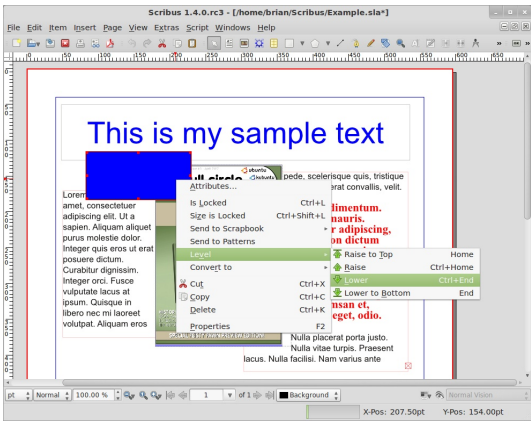 Scribus 1.4.0.rc3 - [/home/brian/Scribus/Example.sla*]
File Edit Item Insert Page View Extras Script Windows Help
This is my sample text
full circle
ubuntu
kubuntu
Lorem
amet, consectetuer
adipiscing elit. Ut a
sapien. Aliquam aliquet
purus molestie dolor.
Integer quis eros ut erat
posuere dictum.
Curabitur dignissim.
Integer orci. Fusce
vulputate lacus at
ipsum. Quisque in
libero nec mi laoreet
volutpat. Aliquam eros
pede, scelerisque quis, tristique
erat convallis, velit.
dimentum.
mauris.
r adipiscing,
on dictum
msan et,
eget, odio.
Nulla placerat porta justo.
Nulla vitae turpis. Praesent
lacus. Nulla facilisi. Nam varius ante
Attributes...
Is Locked Ctrl+L
Size is Locked Ctrl+Shift+L
Send to Scrapbook
Send to Patterns
Level
Convert to
Cut Ctrl+X
Copy Ctrl+C
Delete Ctrl+K
Properties F2
Raise to Top Home
Raise Ctrl+Home
Lower Ctrl+End
Lower to Bottom End
pt Normal 100.00 % 1 of 1 Background Normal Vision
X-Pos: 207.50pt Y-Pos: 154.00pt